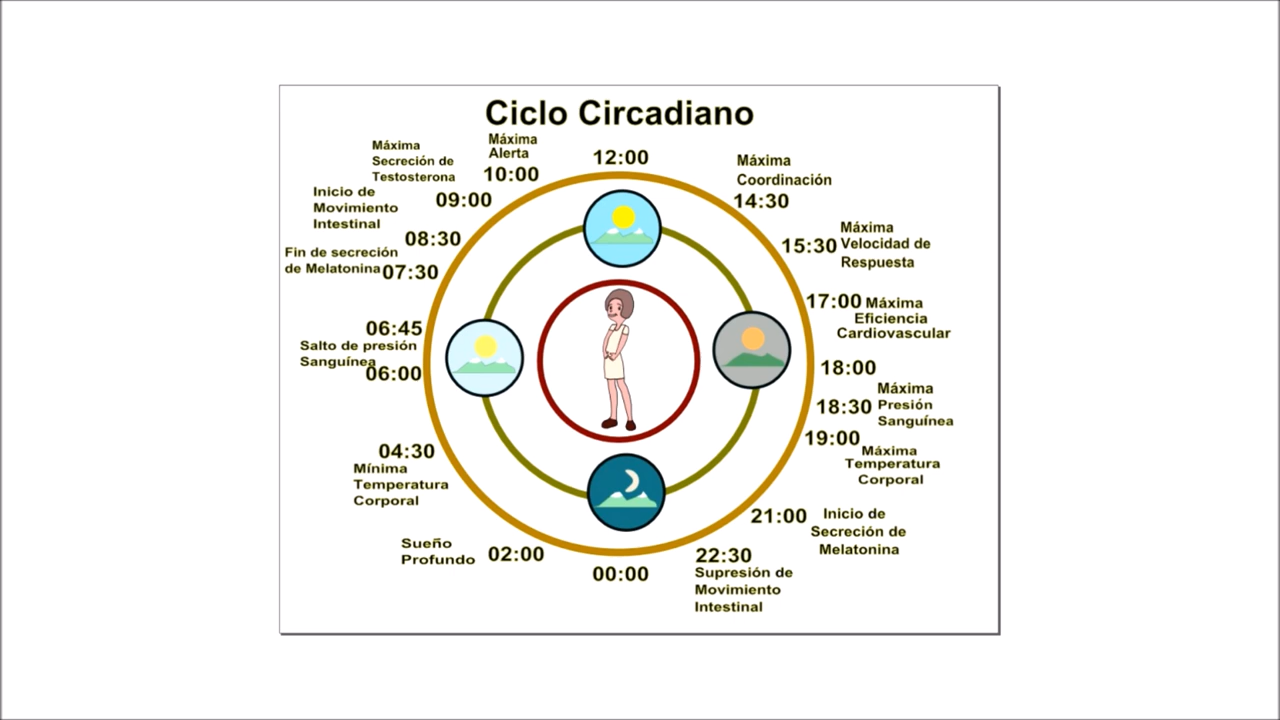 Ciclo Circadiano
12:00
Máxima
Coordinación
14:30
15:30
Máxima
Velocidad de
Respuesta
17:00 Máxima
Eficiencia
Cardiovascular
18:00
18:30
Máxima
Presión
Sanguínea
19:00
Máxima
Temperatura
Corporal
21:00
Inicio de
Secreción de
Melatonina
22:30
Supresión de
Movimiento
Intestinal
00:00
02:00
Sueño
Profundo
04:30
Mínima
Temperatura
Corporal
06:00
06:45
Salto de presión
Sanguínea
07:30
Fin de secreción
de Melatonina
08:30
Inicio de
Movimiento
Intestinal
09:00
Máxima
Secreción de
Testosterona
10:00
Máxima
Alerta